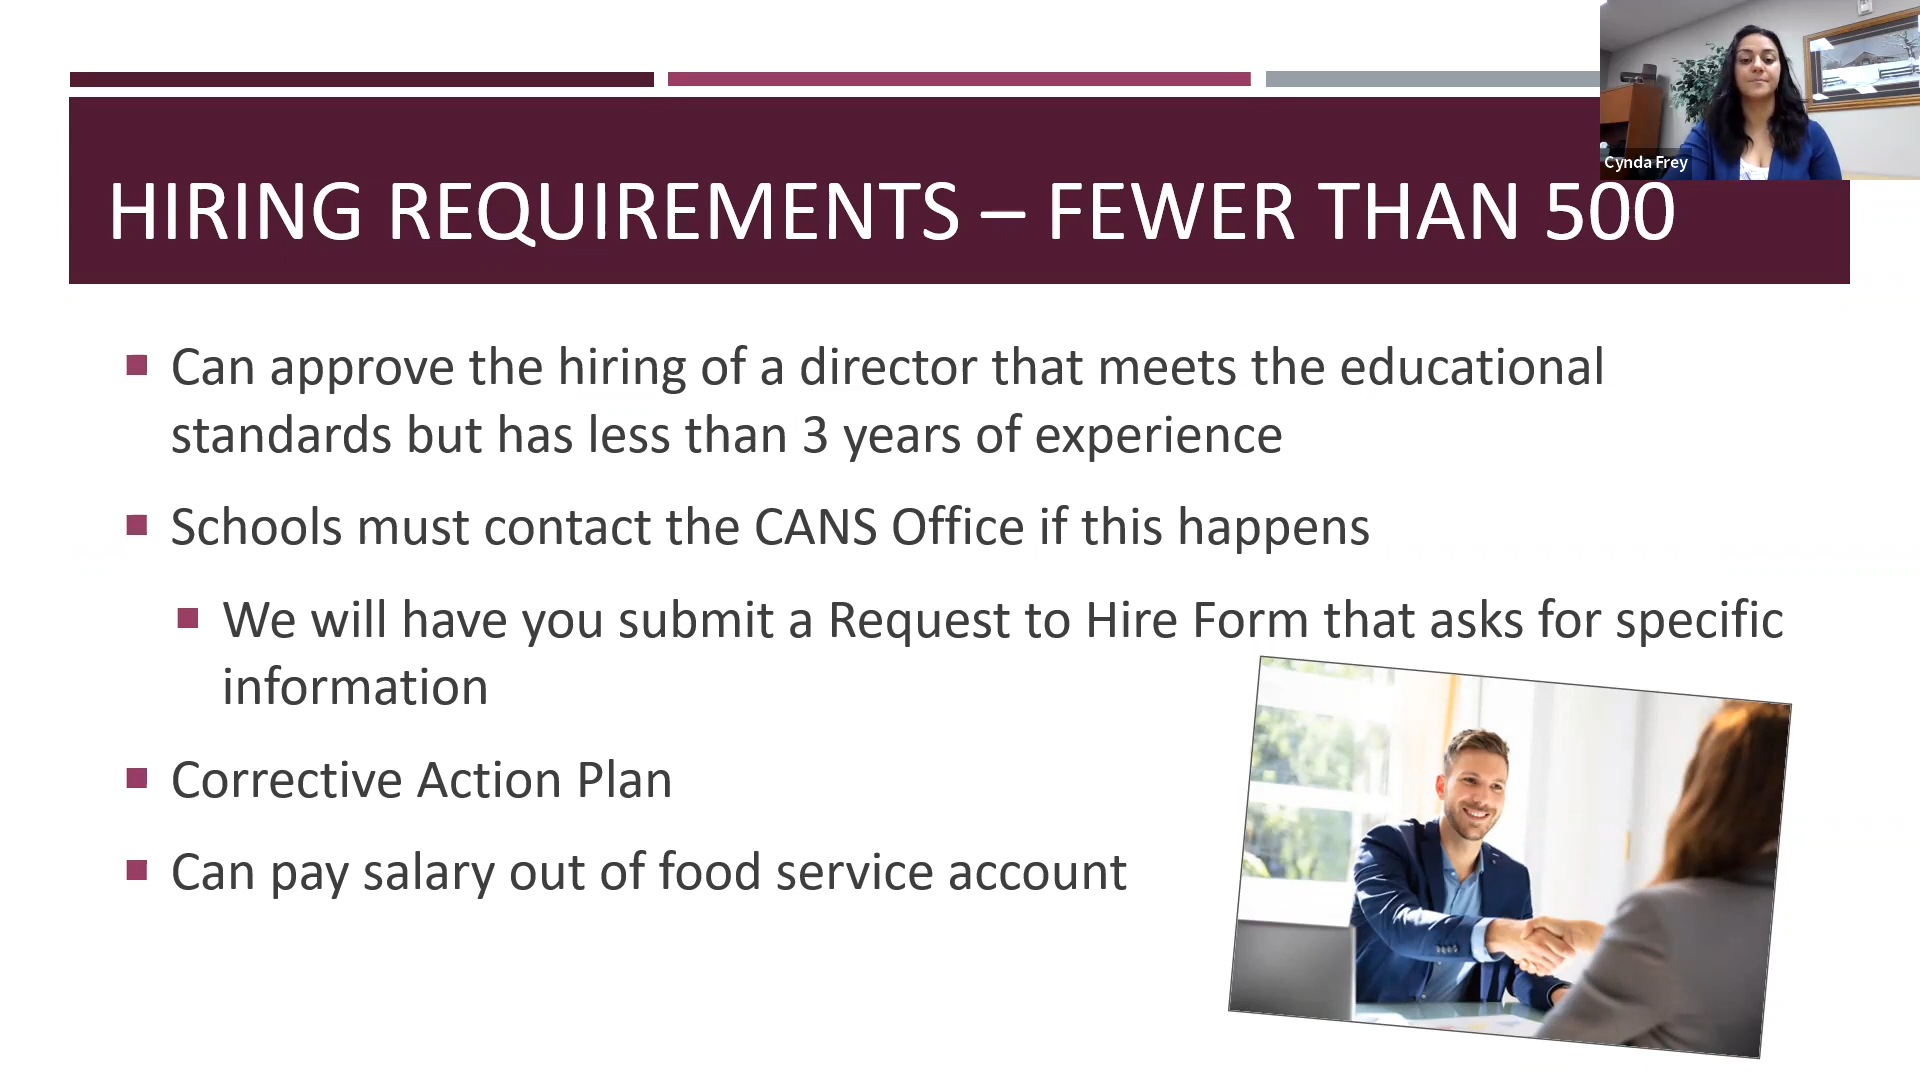 Cynda Frey
HIRING REQUIREMENTS – FEWER THAN 500
Can approve the hiring of a director that meets the educational
standards but has less than 3 years of experience
Schools must contact the CANS Office if this happens
We will have you submit a Request to Hire Form that asks for specific
information
Corrective Action Plan
Can pay salary out of food service account